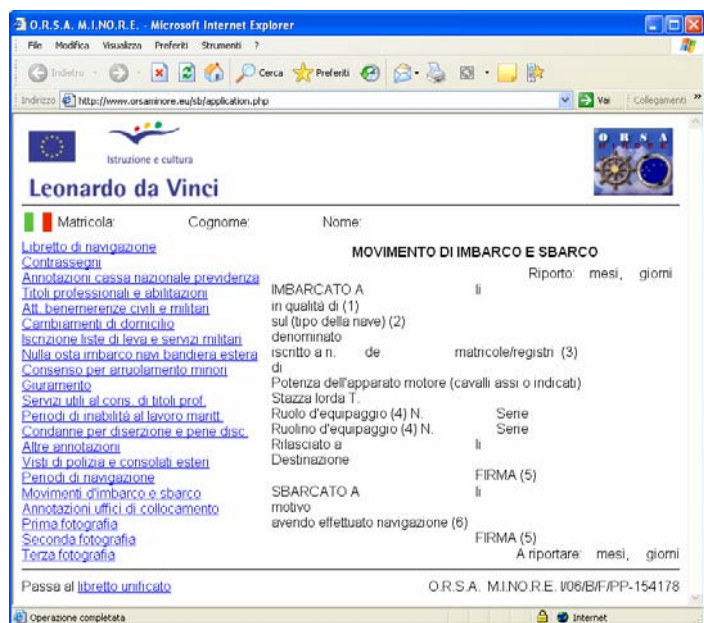 O.R.S.A. M.I.NO.R.E. - Microsoft Internet Explorer
File Modifica Visualizza Preferiti Strumenti ?
Indietro Cerca Preferiti
Indirizzo http://www.orsaminore.eu/sb/application.php Vai Collegamenti »
Istruzione e cultura
Leonardo da Vinci
O R S A
EUROPE
Matricola: Cognome: Nome:
Libretto di navigazione
Contrassegni
Annotazioni cassa nazionale previdenza
Titoli professionali e abilitazioni
Att. benemerenze civili e militari
Cambiamenti di domicilio
Iscrizione liste di leva e servizi militari
Nulla osta imbarco navi bandiera estera
Consenso per arruolamento minori
Giuramento
Servizi utili al cons. di titoli prof.
Periodi di inabilità al lavoro maritt.
Condanne per diserzione e pene disc.
Altre annotazioni
Visti di polizia e consolati esteri
Periodi di navigazione
Movimenti d'imbarco e sbarco
Annotazioni uffici di collocamento
Prima fotografia
Seconda fotografia
Terza fotografia
MOVIMENTO DI IMBARCO E SBARCO
Riporto: mesi, giorni
IMBARCATO A li
in qualità di (1)
sul (tipo della nave) (2)
denominato
iscritto a n. de matricole/registri (3)
di
Potenza dell'apparato motore (cavalli assi o indicati)
Stazza lorda T.
Ruolo d'equipaggio (4) N. Serie
Ruolino d'equipaggio (4) N. Serie
Rilasciato a li
Destinazione
FIRMA (5)
SBARCATO A li
motivo
avendo effettuato navigazione (6)
FIRMA (5)
A riportare: mesi, giorni
Passa al libretto unificato O.R.S.A. M.I.NO.R.E. I/06/B/F/PP-154178
Operazione completata Internet